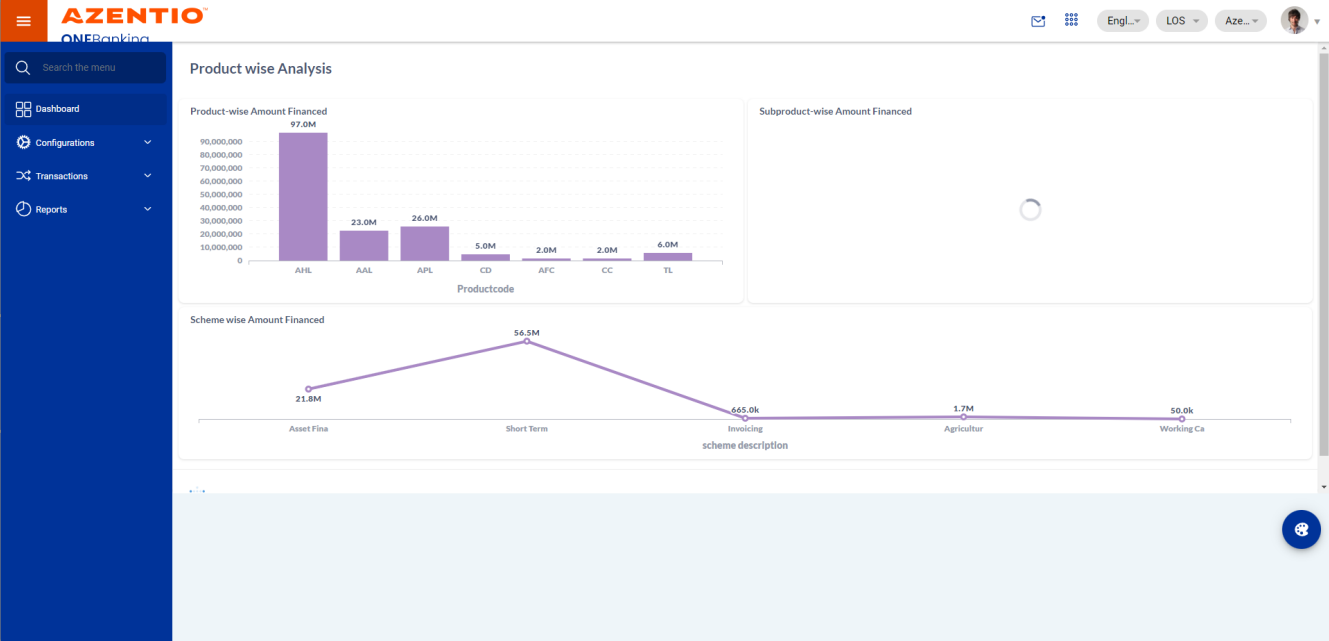 AZENTIO
ONEBanking
Engl...
LOS
Aze...
Search the menu
Dashboard
Configurations
Transactions
Reports
Product wise Analysis
Product-wise Amount Financed
97.0M
90,000,000
80,000,000
70,000,000
60,000,000
50,000,000
40,000,000
30,000,000
20,000,000
10,000,000
0
23.0M
26.0M
5.0M
2.0M
2.0M
6.0M
AHL AAL APL CD AFC CC TL
Productcode
Subproduct-wise Amount Financed
Scheme wise Amount Financed
56.5M
21.8M
665.0k
1.7M
50.0k
Asset Fina Short Term Invoicing Agricultur Working Ca
scheme description